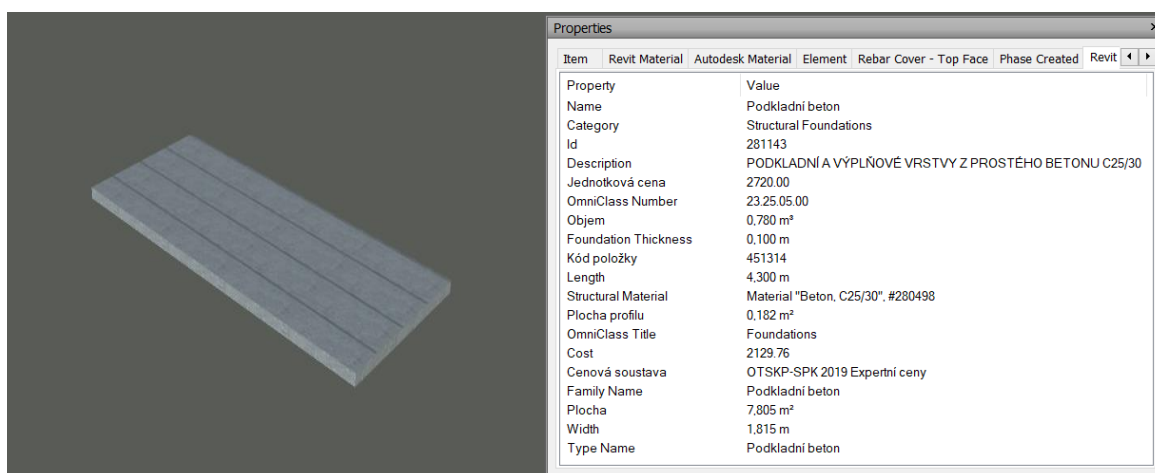 Properties
Item Revit Material Autodesk Material Element Rebar Cover - Top Face Phase Created Revit
Property Value
Name Podkladní beton
Category Structural Foundations
Id 281143
Description PODKLADNÍ A VÝPLŇOVÉ VRSTVY Z PROSTÉHO BETONU C25/30
Jednotková cena 2720.00
OmniClass Number 23.25.05.00
Objem 0,780 m³
Foundation Thickness 0,100 m
Kód položky 451314
Length 4,300 m
Structural Material Material "Beton, C25/30", #280498
Plocha profilu 0,182 m²
OmniClass Title Foundations
Cost 2129.76
Cenová soustava OTSKP-SPK 2019 Expertní ceny
Family Name Podkladní beton
Plocha 7,805 m²
Width 1,815 m
Type Name Podkladní beton